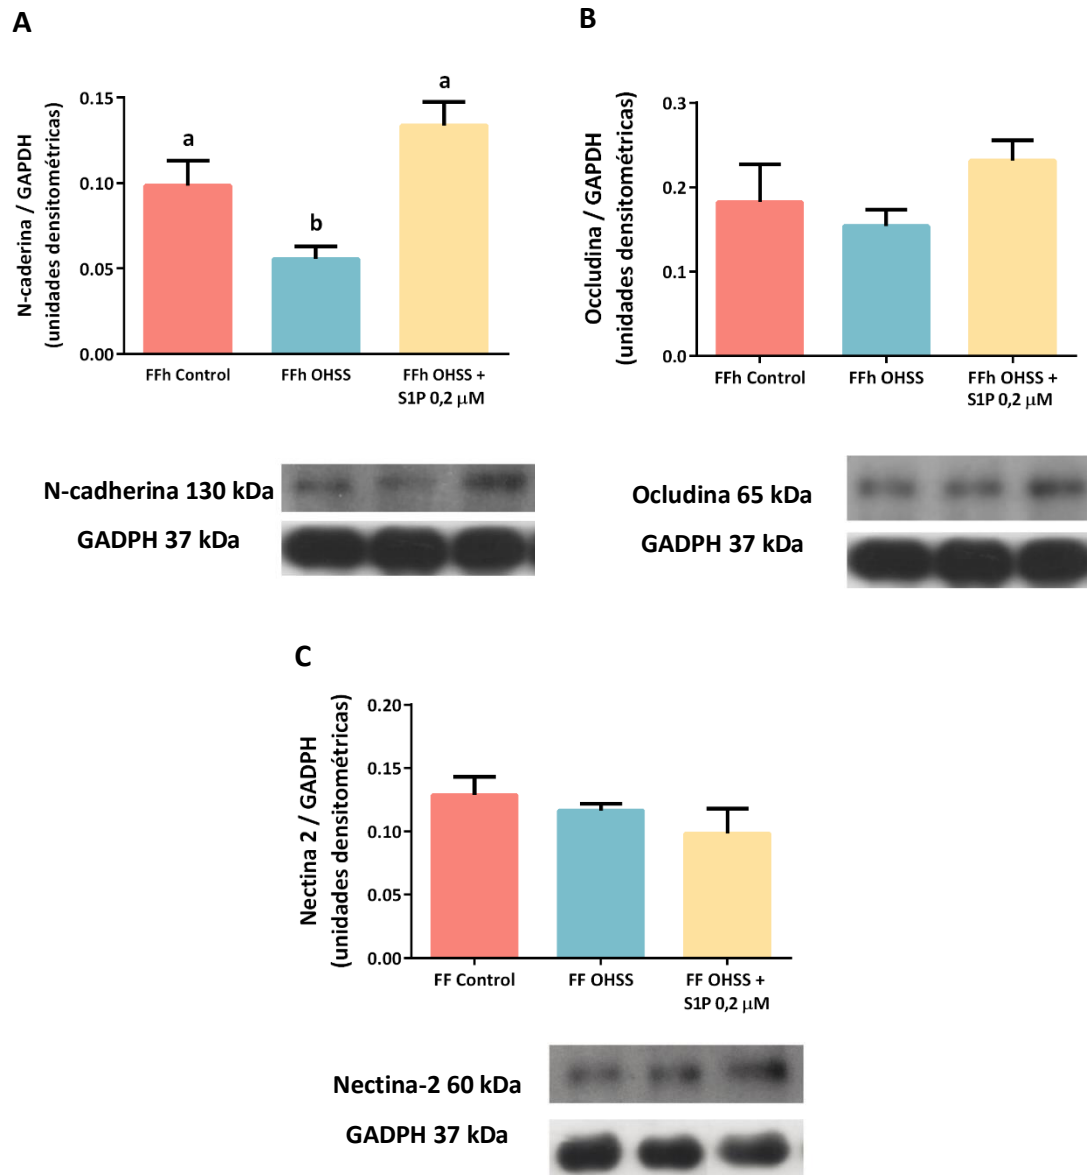 A
N-caderina / GAPDH
(unidades densitométricas)
0.15
0.10
0.05
0.00
a
b
a
FFh Control
FFh OHSS
FFh OHSS +
S1P 0,2 µM
N-cadherina 130 kDa
GADPH 37 kDa
B
Occludina / GAPDH
(unidades densitométricas)
0.3
0.2
0.1
0.0
FFh Control
FFh OHSS
FFh OHSS +
S1P 0,2 µM
Ocludina 65 kDa
GADPH 37 kDa
C
Nectina 2 / GADPH
(unidades densitométricas)
0.20
0.15
0.10
0.05
0.00
FF Control
FF OHSS
FF OHSS +
S1P 0,2 µM
Nectina-2 60 kDa
GADPH 37 kDa